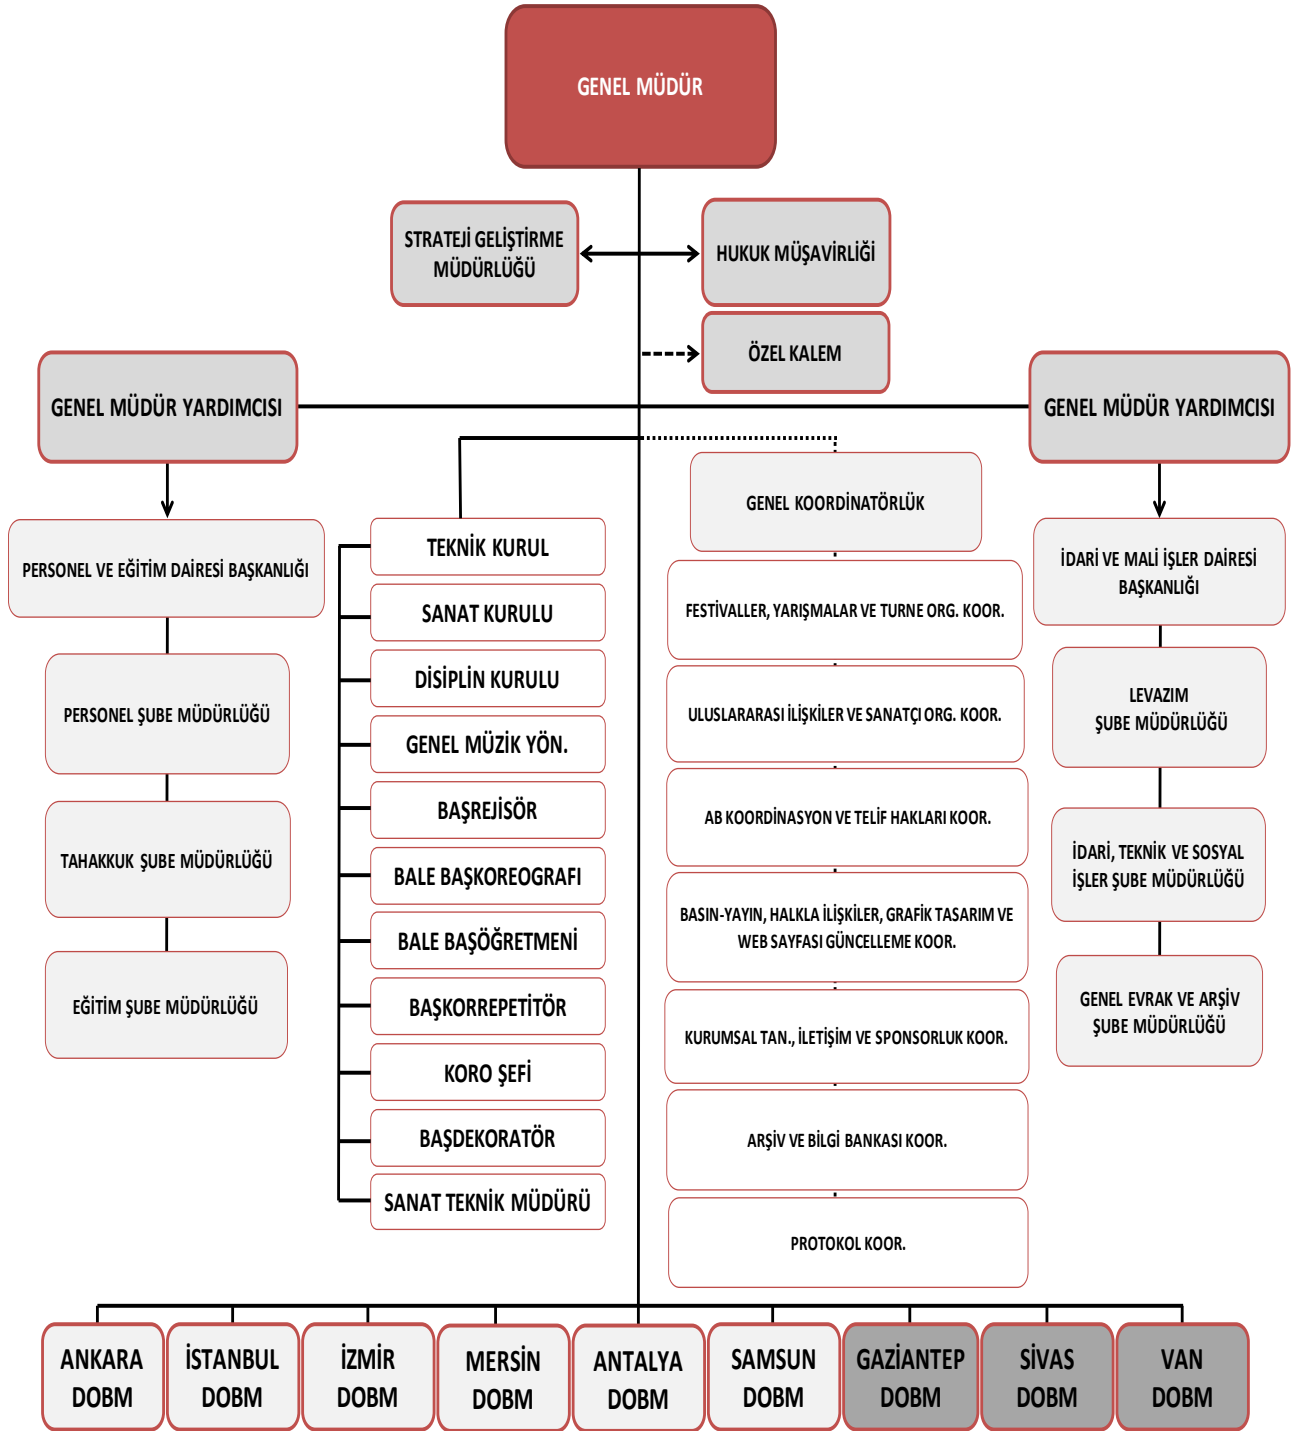 GENEL MÜDÜR
STRATEJİ GELİŞTİRME
MÜDÜRLÜĞÜ
HUKUK MÜŞAVİRLİĞİ
ÖZEL KALEM
GENEL MÜDÜR YARDIMCISI
GENEL MÜDÜR YARDIMCISI
PERSONEL VE EĞİTİM DAİRESİ BAŞKANLIĞI
PERSONEL ŞUBE MÜDÜRLÜĞÜ
TAHAKKUK ŞUBE MÜDÜRLÜĞÜ
EĞİTİM ŞUBE MÜDÜRLÜĞÜ
TEKNİK KURUL
SANAT KURULU
DİSİPLİN KURULU
GENEL MÜZİK YÖN.
BAŞREJİSÖR
BALE BAŞKOREOGRAFI
BALE BAŞÖĞRETMENİ
BAŞKORREPETİTÖR
KORO ŞEFİ
BAŞDEKORATÖR
SANAT TEKNİK MÜDÜRÜ
GENEL KOORDİNATÖRLÜK
FESTİVALLER, YARIŞMALAR VE TURNE ORG. KOOR.
ULUSLARARASI İLİŞKİLER VE SANATÇI ORG. KOOR.
AB KOORDİNASYON VE TELİF HAKLARI KOOR.
BASIN-YAYIN, HALKLA İLİŞKİLER, GRAFİK TASARIM VE
WEB SAYFASI GÜNCELLEME KOOR.
KURUMSAL TAN., İLETİŞİM VE SPONSORLUK KOOR.
ARŞİV VE BİLGİ BANKASI KOOR.
PROTOKOL KOOR.
İDARİ VE MALİ İŞLER DAİRESİ
BAŞKANLIĞI
LEVAZIM
ŞUBE MÜDÜRLÜĞÜ
İDARİ, TEKNİK VE SOSYAL
İŞLER ŞUBE MÜDÜRLÜĞÜ
GENEL EVRAK VE ARŞİV
ŞUBE MÜDÜRLÜĞÜ
ANKARA
DOBM
İSTANBUL
DOBM
İZMİR
DOBM
MERSİN
DOBM
ANTALYA
DOBM
SAMSUN
DOBM
GAZİANTEP
DOBM
SİVAS
DOBM
VAN
DOBM